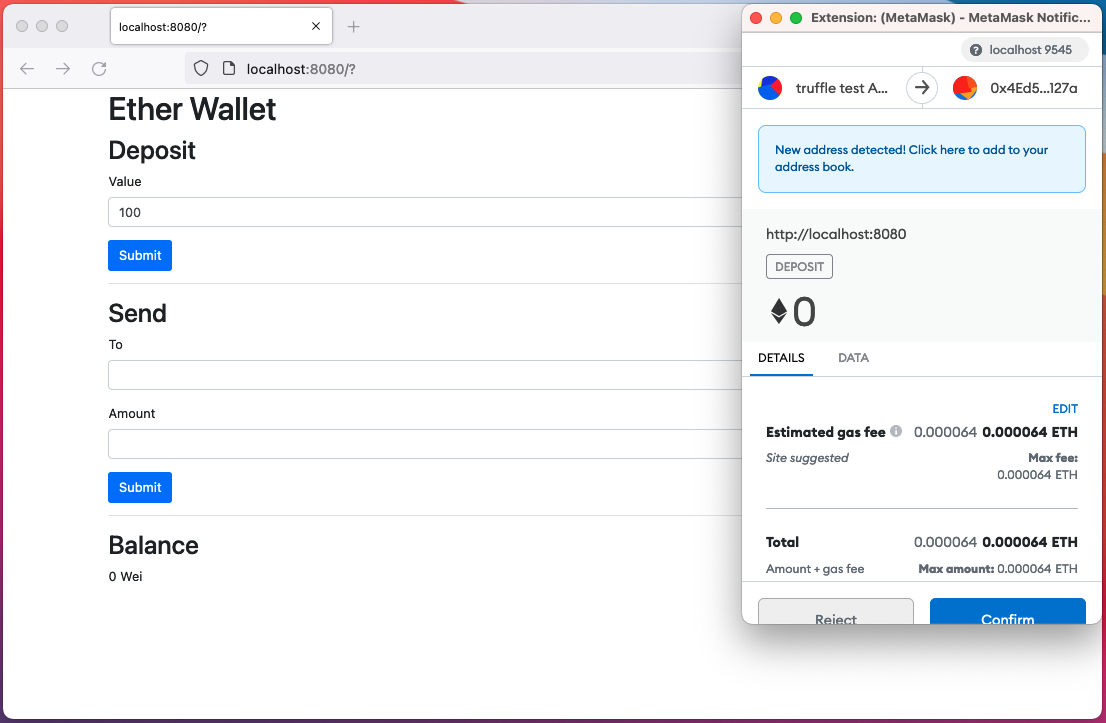 localhost:8080/?
localhost:8080/?
Ether Wallet
Deposit
Value
100
Submit
Send
To
Amount
Submit
Balance
0 Wei
Extension: (MetaMask) - MetaMask Notific...
localhost 9545
truffle test A...
0x4Ed5...127a
New address detected! Click here to add to your
address book.
http://localhost:8080
DEPOSIT
0
DETAILS DATA
EDIT
Estimated gas fee 0.000064 0.000064 ETH
Site suggested Max fee:
0.000064 ETH
Total 0.000064 0.000064 ETH
Amount + gas fee Max amount: 0.000064 ETH
Reject Confirm